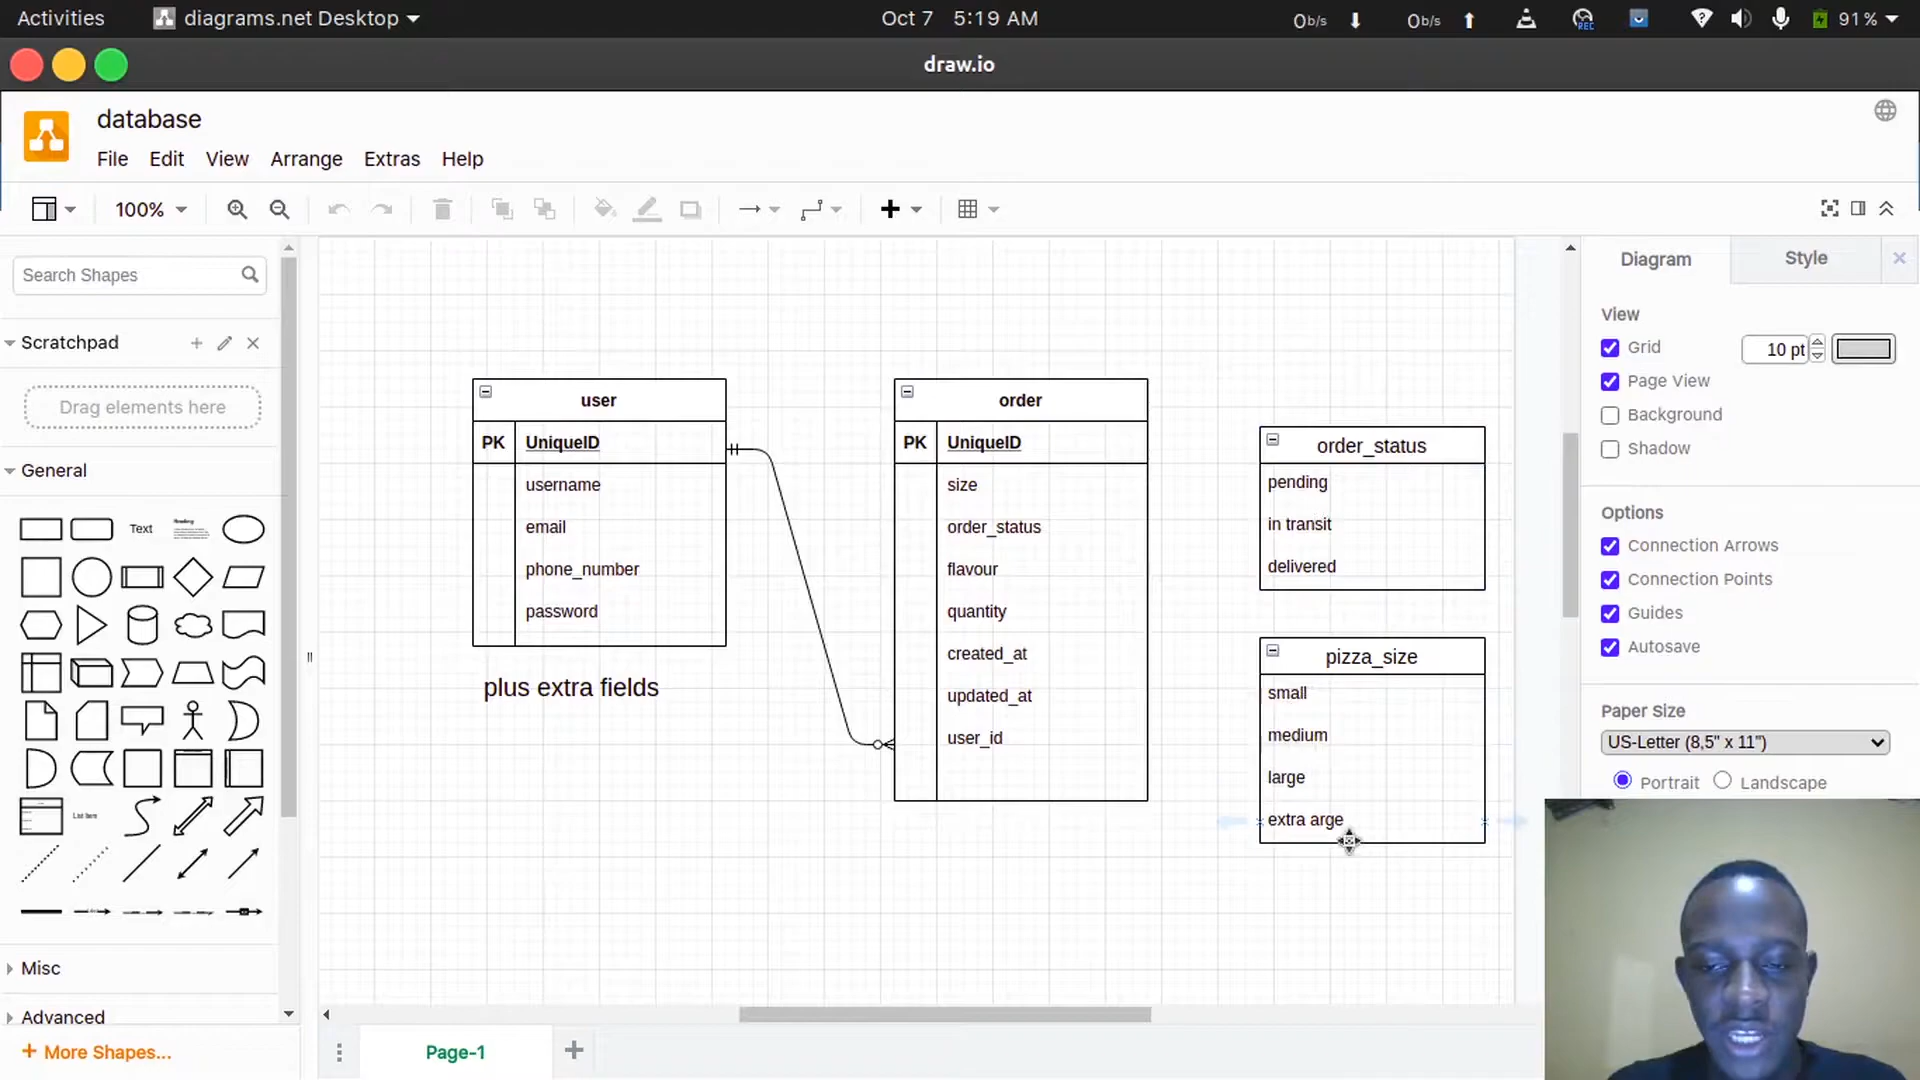 Activities diagrams.net Desktop Oct 7 5:19 AM 0b/s 0b/s REC 91 %
draw.io
database
File Edit View Arrange Extras Help
100%
Search Shapes
Scratchpad
Drag elements here
General
Text
Heading
List Item
Misc
Advanced
+ More Shapes...
user
PK UniqueID
username
email
phone_number
password
plus extra fields
order
PK UniqueID
size
order_status
flavour
quantity
created_at
updated_at
user_id
order_status
pending
in transit
delivered
pizza_size
small
medium
large
extra arge
Page-1
Diagram Style
View
Grid 10 pt
Page View
Background
Shadow
Options
Connection Arrows
Connection Points
Guides
Autosave
Paper Size
US-Letter (8,5" x 11")
Portrait Landscape